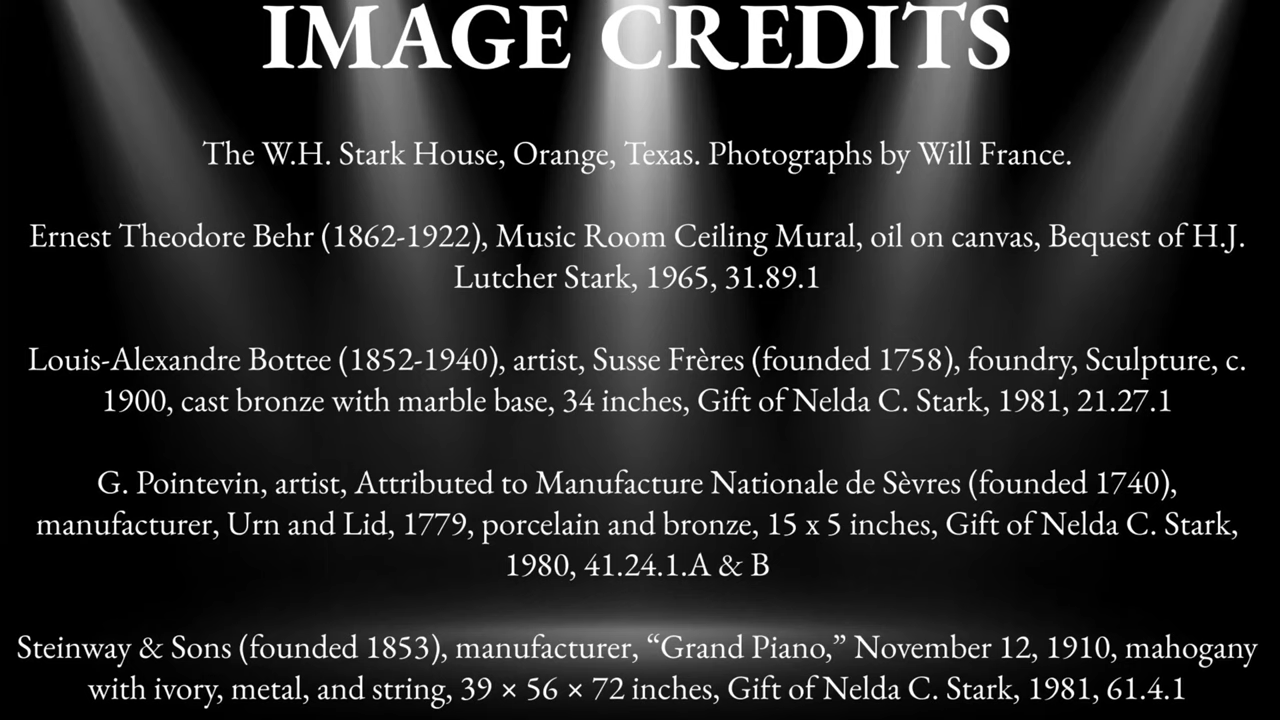 IMAGE CREDITS
The W.H. Stark House, Orange, Texas. Photographs by Will France.
Ernest Theodore Behr (1862-1922), Music Room Ceiling Mural, oil on canvas, Bequest of H.J.
Lutcher Stark, 1965, 31.89.1
Louis-Alexandre Bottee (1852-1940), artist, Susse Frères (founded 1758), foundry, Sculpture, c.
1900, cast bronze with marble base, 34 inches, Gift of Nelda C. Stark, 1981, 21.27.1
G. Pointevin, artist, Attributed to Manufacture Nationale de Sèvres (founded 1740),
manufacturer, Urn and Lid, 1779, porcelain and bronze, 15 x 5 inches, Gift of Nelda C. Stark,
1980, 41.24.1.A & B
Steinway & Sons (founded 1853), manufacturer, “Grand Piano,” November 12, 1910, mahogany
with ivory, metal, and string, 39 × 56 × 72 inches, Gift of Nelda C. Stark, 1981, 61.4.1